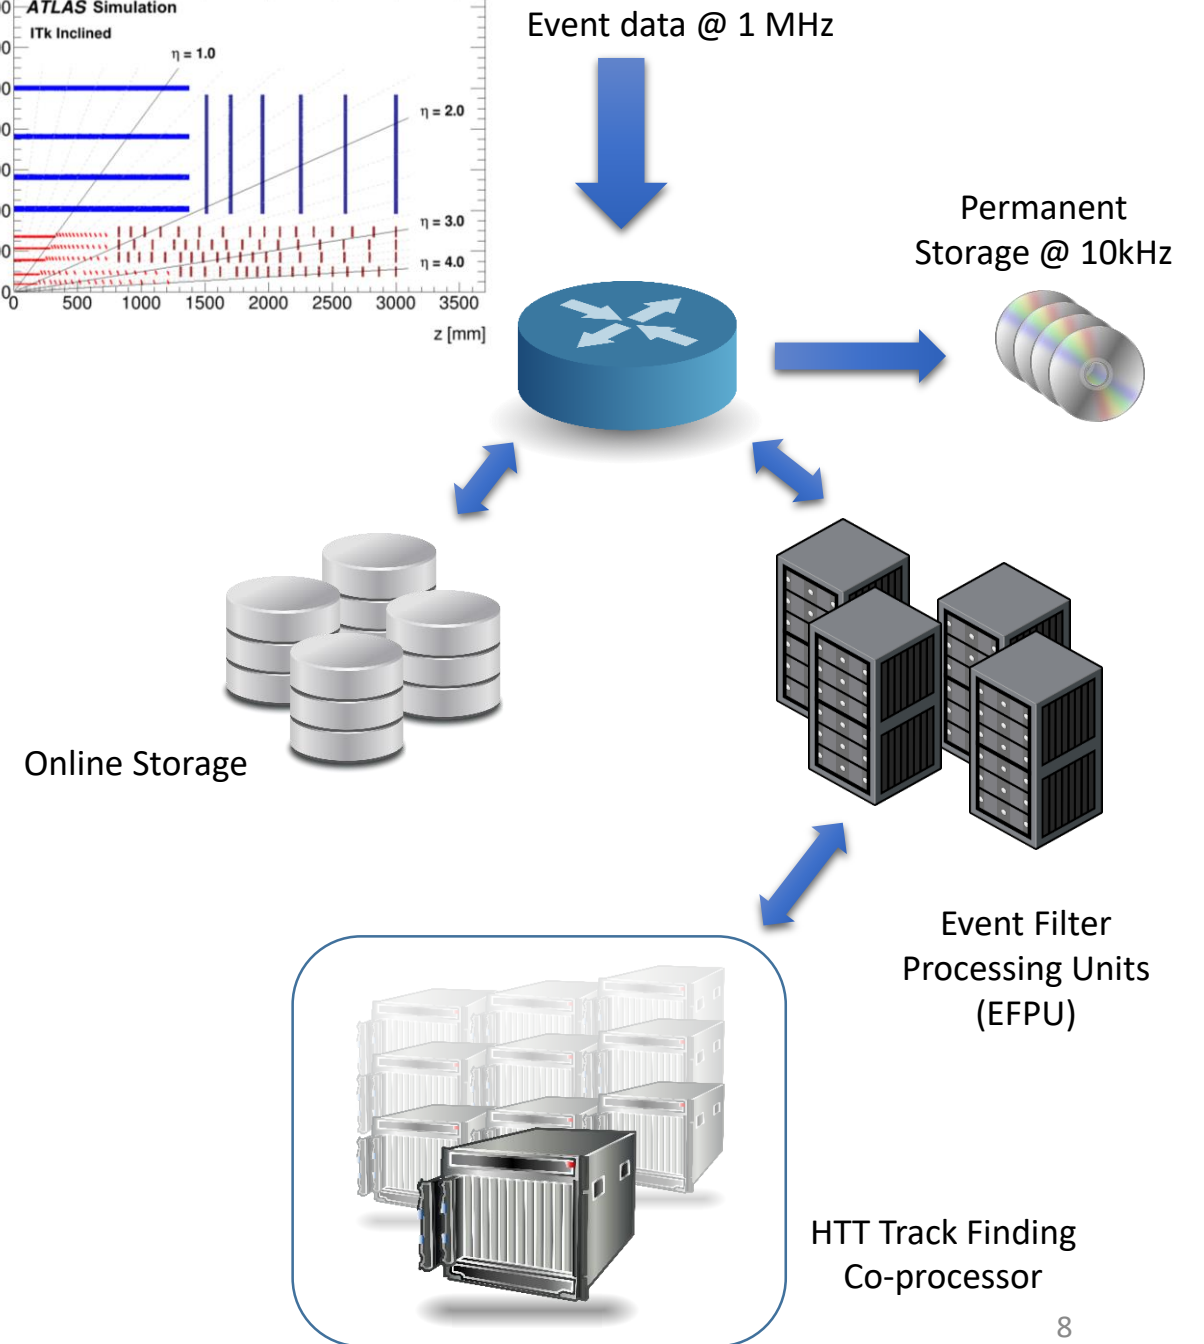 ATLAS Simulation
ITk Inclined
η = 1.0
η = 2.0
η = 3.0
η = 4.0
0
500
1000
1500
2000
2500
3000
3500
z [mm]
Event data @ 1 MHz
Permanent
Storage @ 10kHz
Online Storage
Event Filter
Processing Units
(EFPU)
HTT Track Finding
Co-processor
8